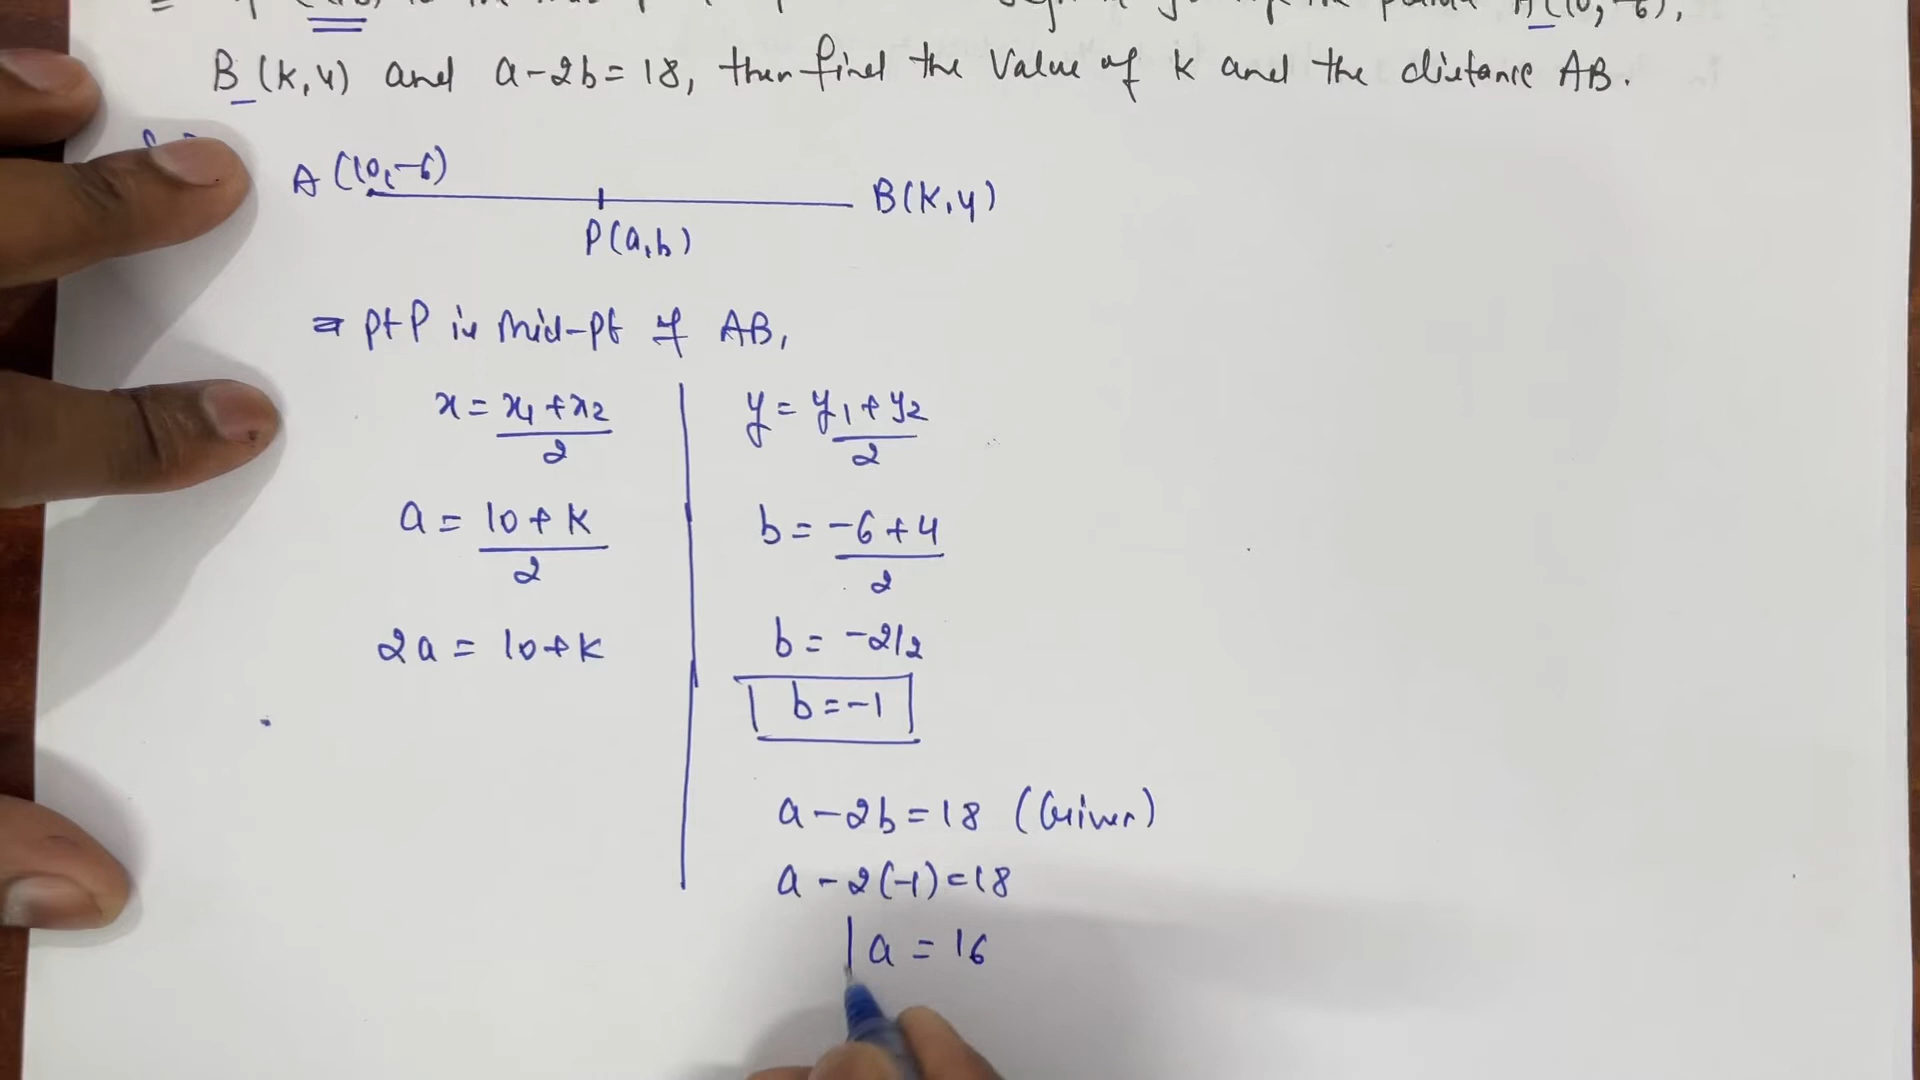 A(10, -6),
B (k,4) and a-2b=18, then find the value of k and the distance AB.
A (10,-6)
B(k,4)
P(a,b)
⇒ pt P is Mid-pt of AB,
x = x1+x2/2
y = y1+y2/2
a = 10+k/2
b = -6+4/2
2a = 10+k
b = -2/2
b=-1
a-2b=18 (Given)
a-2(-1)=18
a = 16